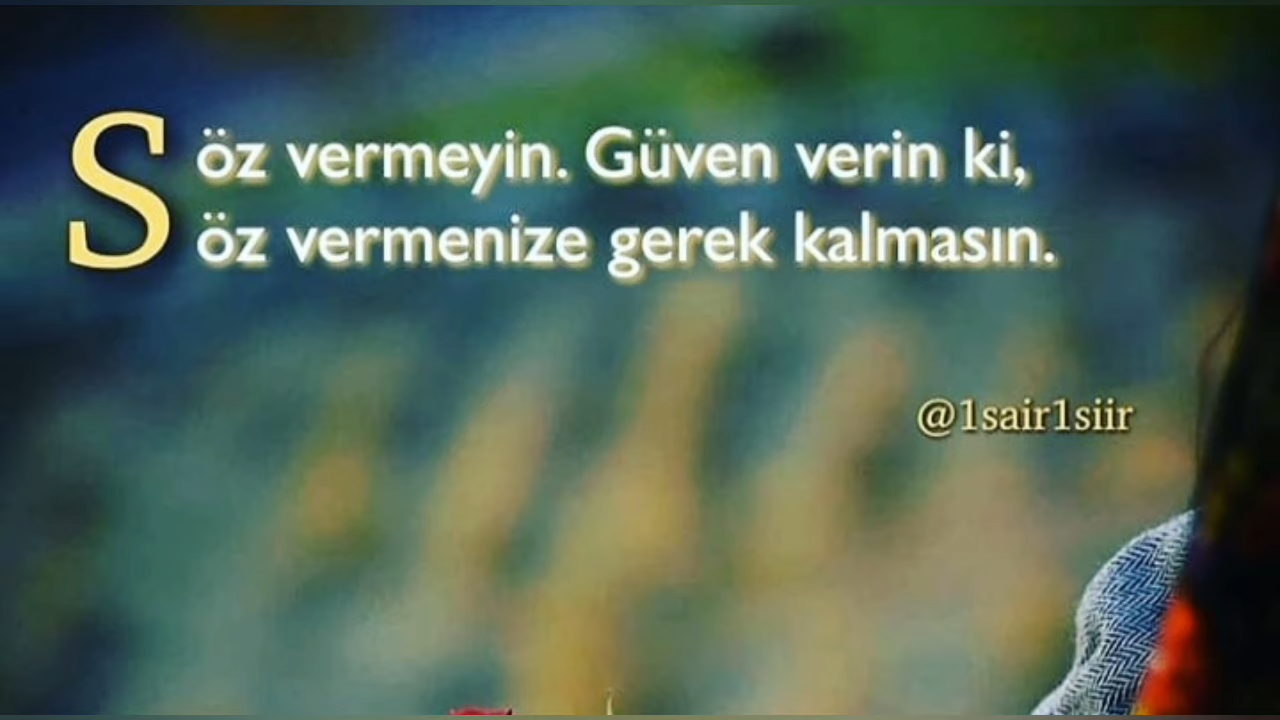 Söz vermeyin. Güven verin ki,
söz vermenize gerek kalmasın.
@1sair1siir